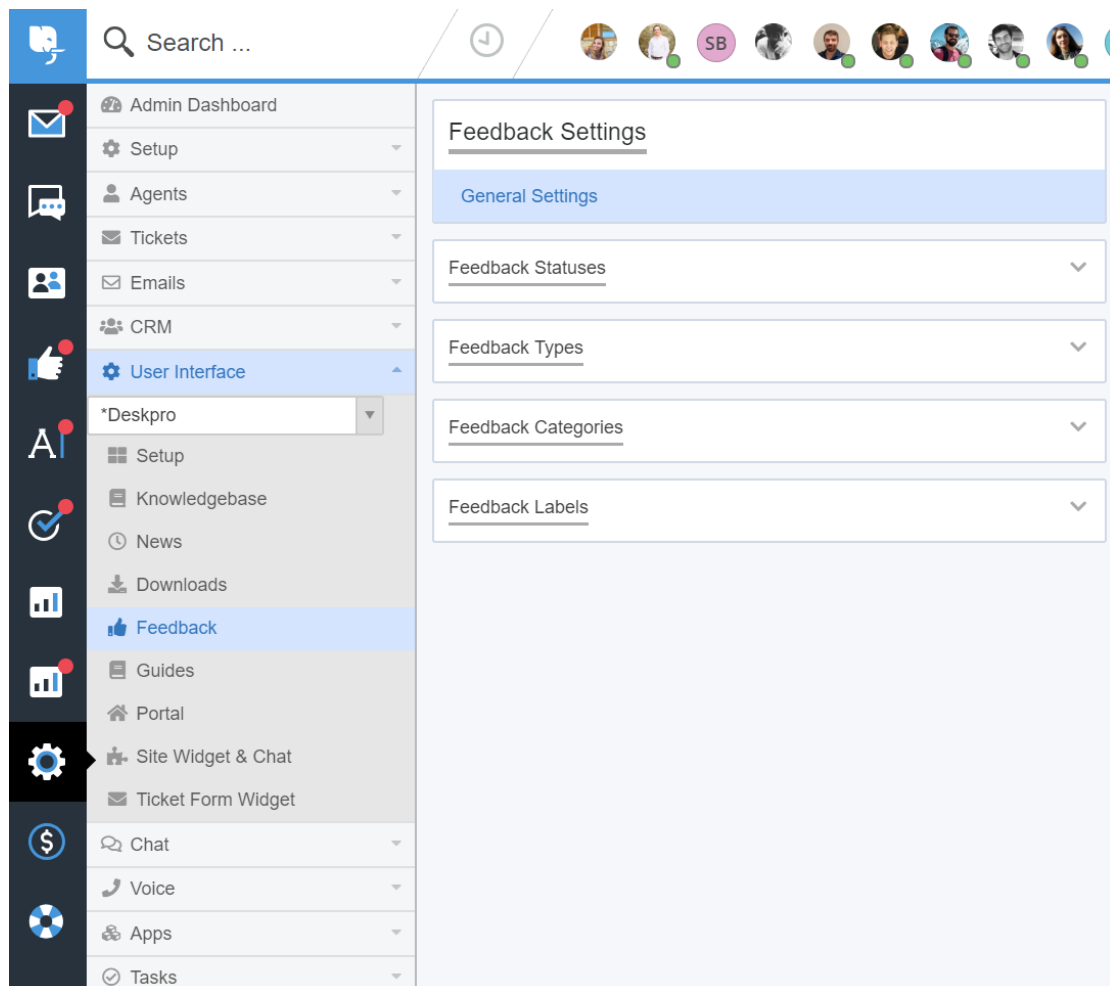 Search ...
SB
Admin Dashboard
Setup
Agents
Tickets
Emails
CRM
User Interface
*Deskpro
Setup
Knowledgebase
News
Downloads
Feedback
Guides
Portal
Site Widget & Chat
Ticket Form Widget
Chat
Voice
Apps
Tasks
Feedback Settings
General Settings
Feedback Statuses
Feedback Types
Feedback Categories
Feedback Labels